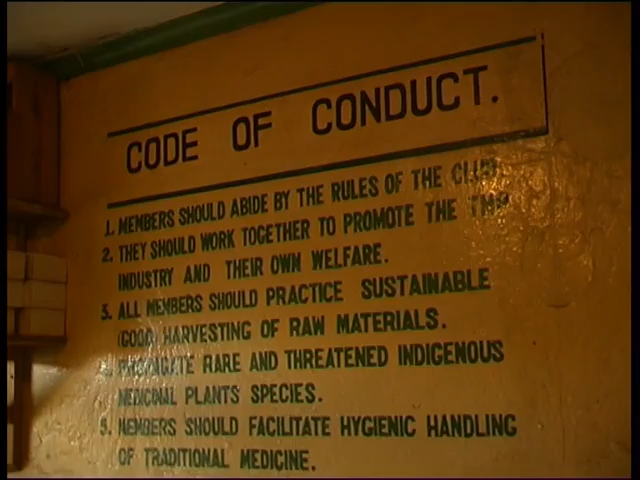 CODE OF CONDUCT.
1. MEMBERS SHOULD ABIDE BY THE RULES OF THE CLUB.
2. THEY SHOULD WORK TOGETHER TO PROMOTE THE TMP
INDUSTRY AND THEIR OWN WELFARE.
3. ALL MEMBERS SHOULD PRACTICE SUSTAINABLE
(GOOD) HARVESTING OF RAW MATERIALS.
PROPAGATE RARE AND THREATENED INDIGENOUS
MEDICINAL PLANTS SPECIES.
5. MEMBERS SHOULD FACILITATE HYGIENIC HANDLING
OF TRADITIONAL MEDICINE.